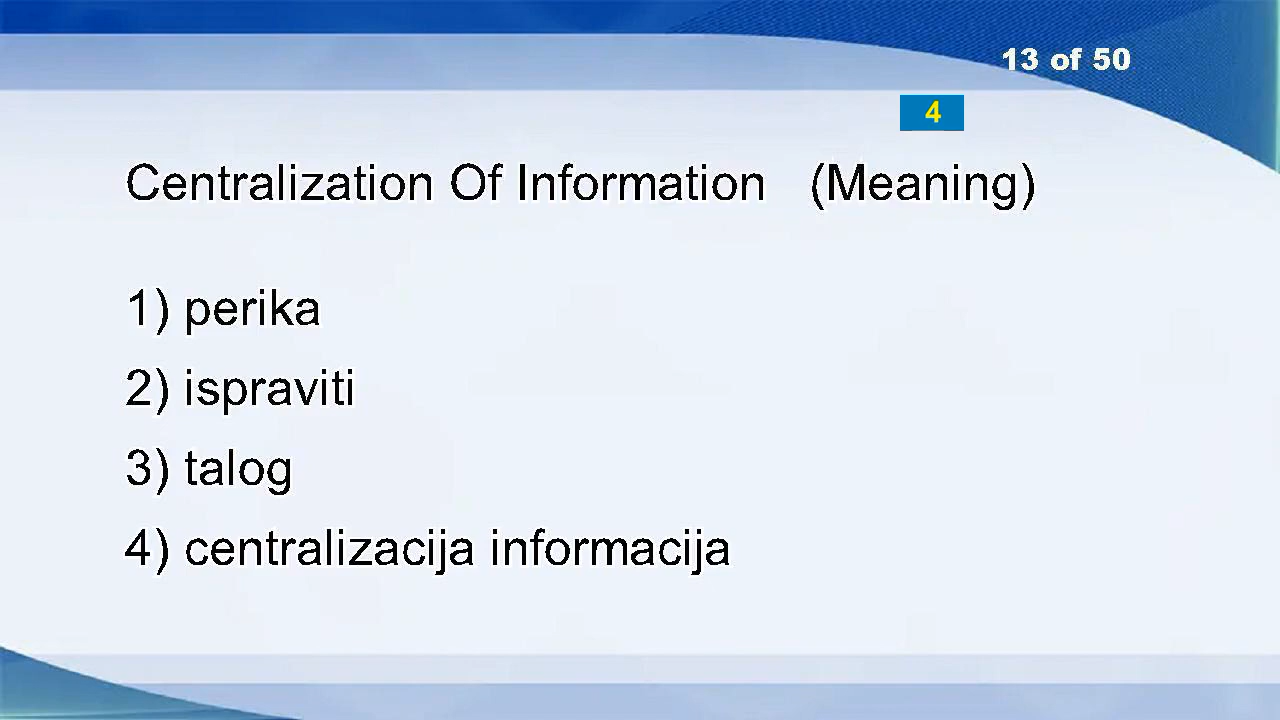 13 of 50
4
Centralization Of Information (Meaning)
1) perika
2) ispraviti
3) talog
4) centralizacija informacija